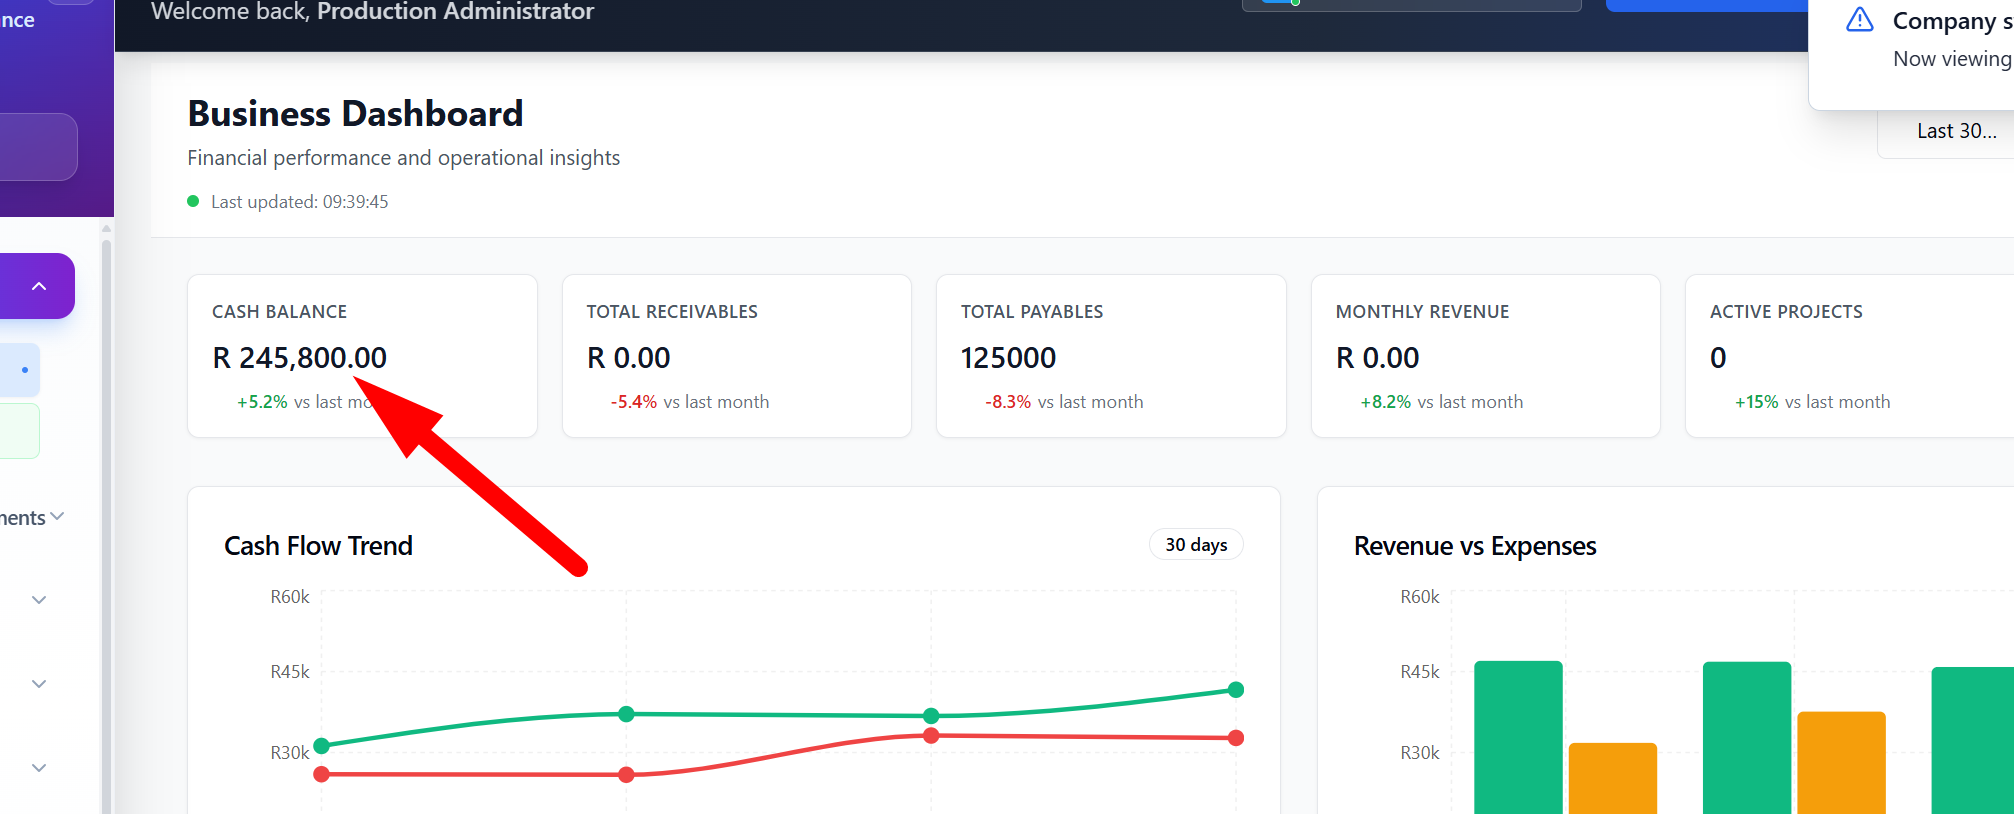 nce
Welcome back, Production Administrator
Company s
Now viewing
Business Dashboard
Financial performance and operational insights
Last updated: 09:39:45
Last 30...
CASH BALANCE
R 245,800.00
+5.2% vs last mo
TOTAL RECEIVABLES
R 0.00
-5.4% vs last month
TOTAL PAYABLES
125000
-8.3% vs last month
MONTHLY REVENUE
R 0.00
+8.2% vs last month
ACTIVE PROJECTS
0
+15% vs last month
nents
Cash Flow Trend
30 days
R60k
R45k
R30k
Revenue vs Expenses
R60k
R45k
R30k